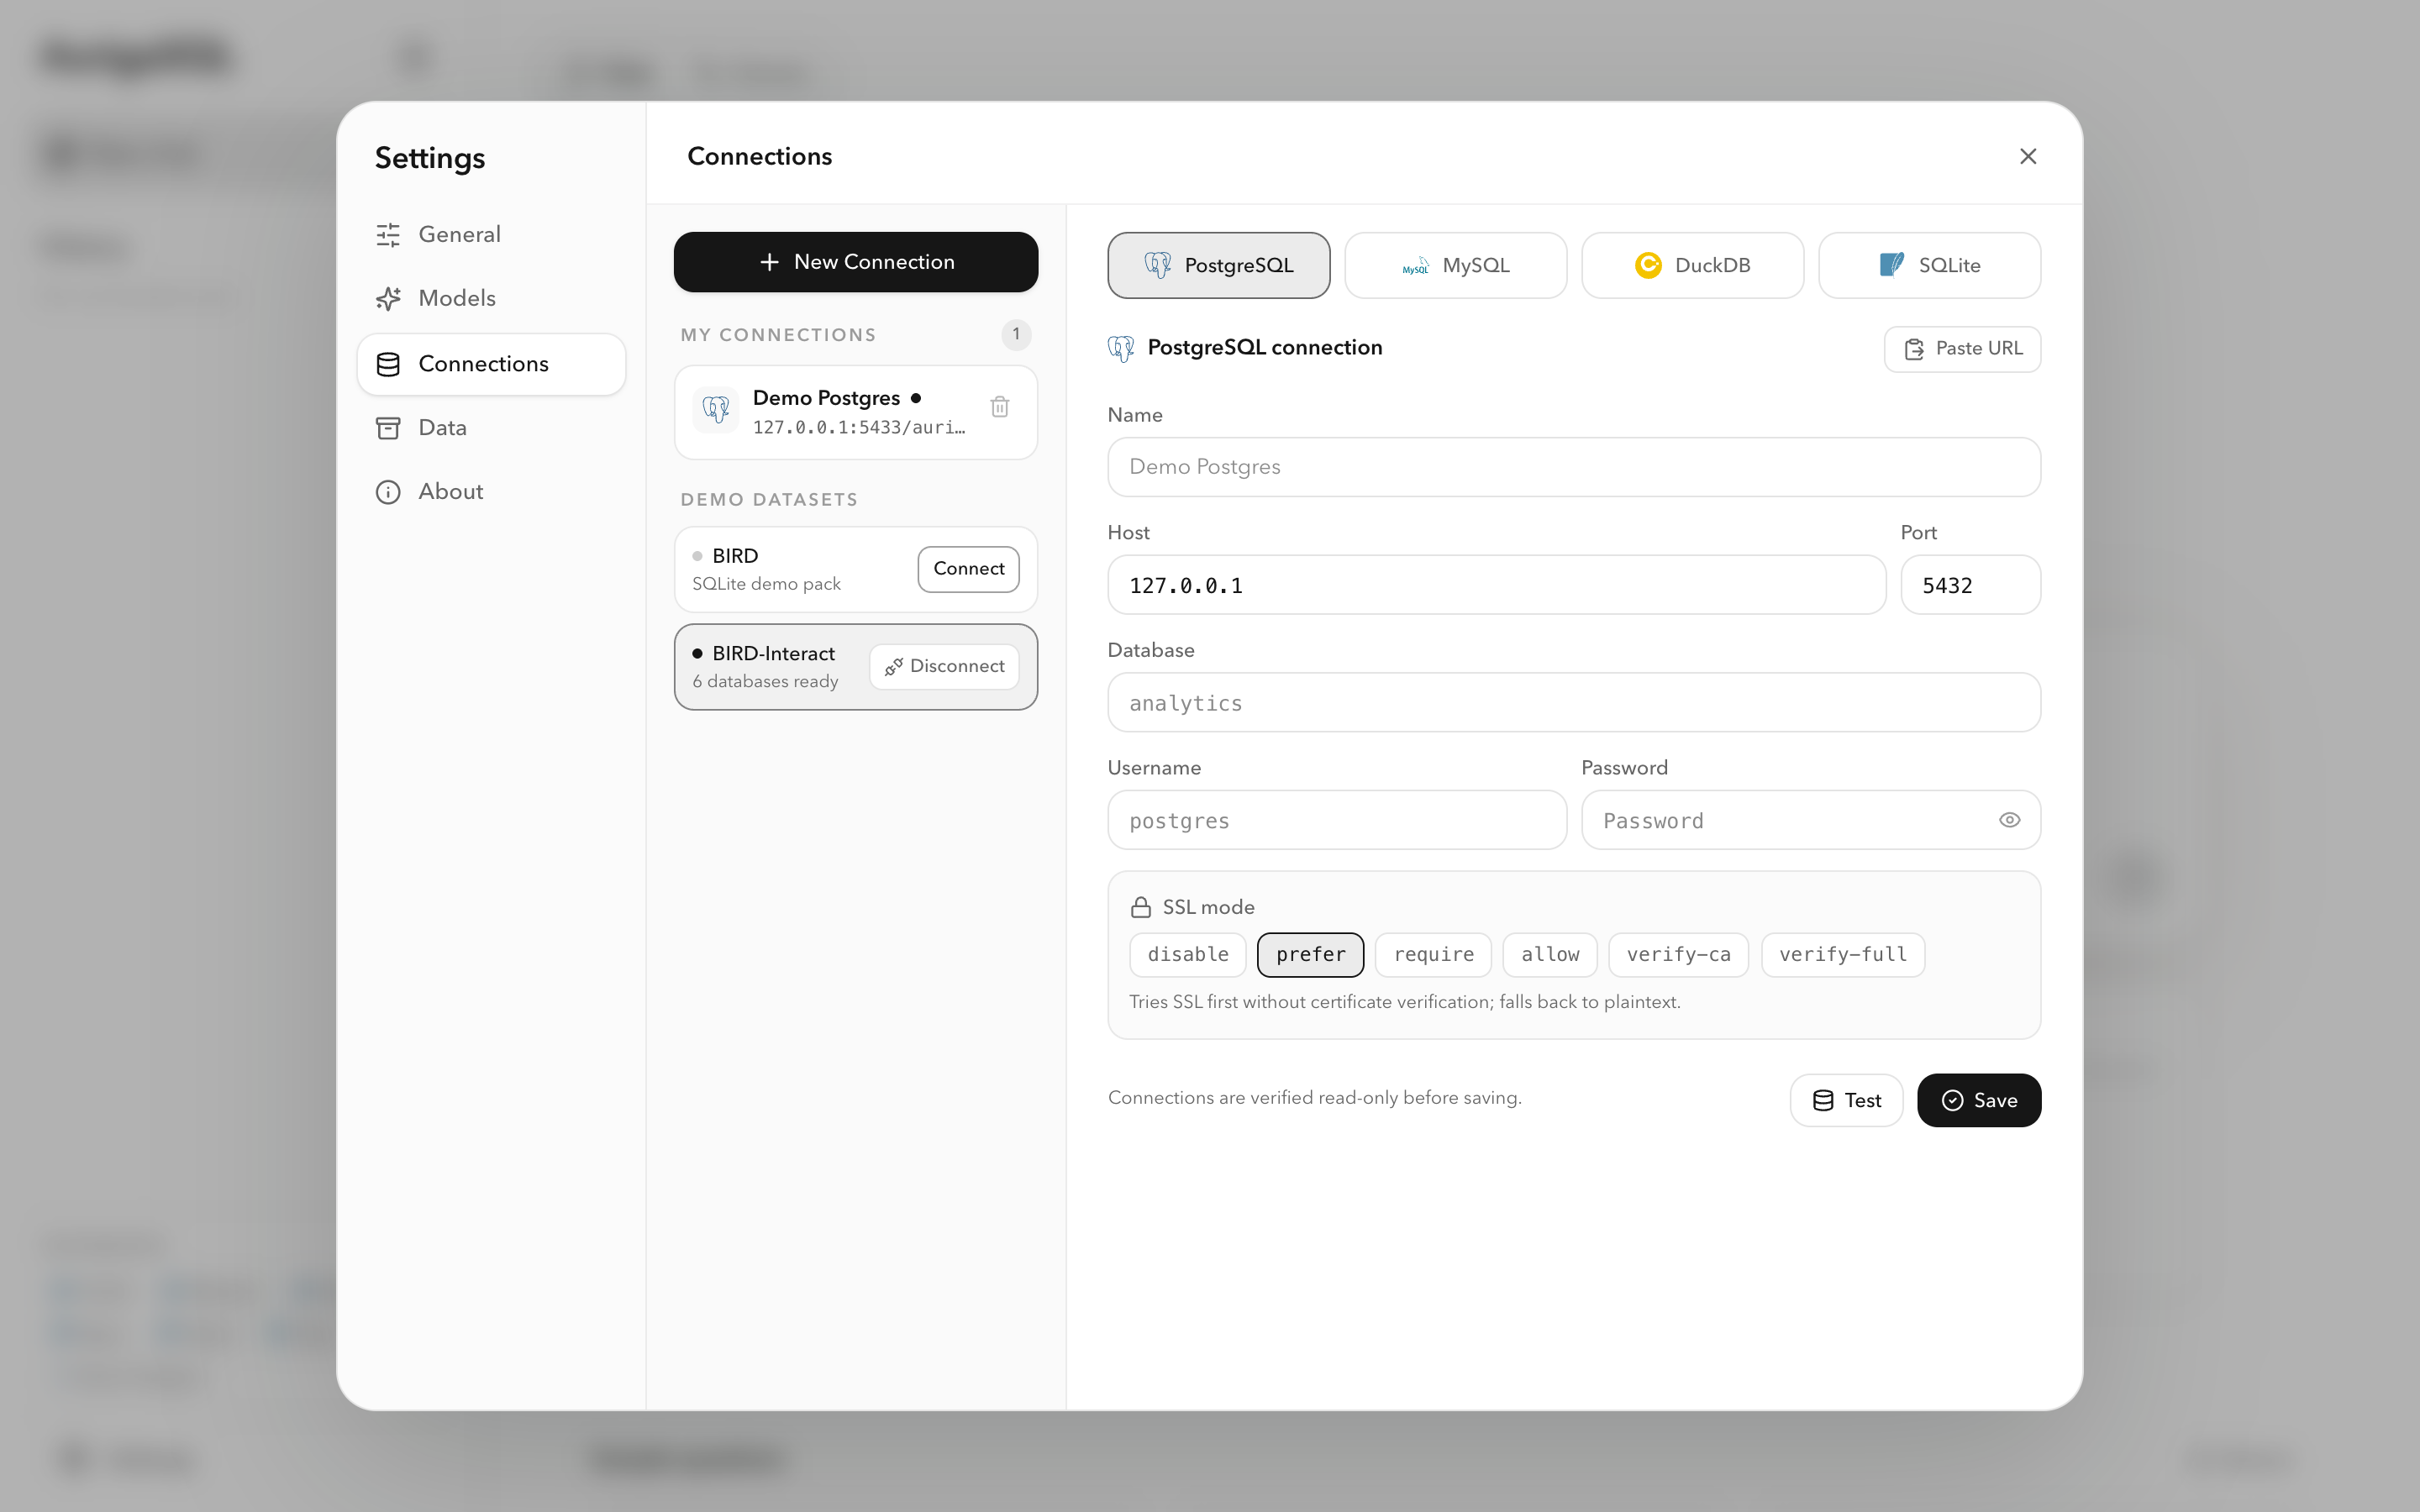 Settings
General
Models
Connections
Data
About
Connections
New Connection
MY CONNECTIONS 1
Demo Postgres
127.0.0.1:5433/auri…
DEMO DATASETS
BIRD
SQLite demo pack
Connect
BIRD-Interact
6 databases ready
Disconnect
PostgreSQL MySQL DuckDB SQLite
PostgreSQL connection
Paste URL
Name
Demo Postgres
Host Port
127.0.0.1 5432
Database
analytics
Username Password
postgres Password
SSL mode
disable prefer require allow verify-ca verify-full
Tries SSL first without certificate verification; falls back to plaintext.
Connections are verified read-only before saving.
Test Save